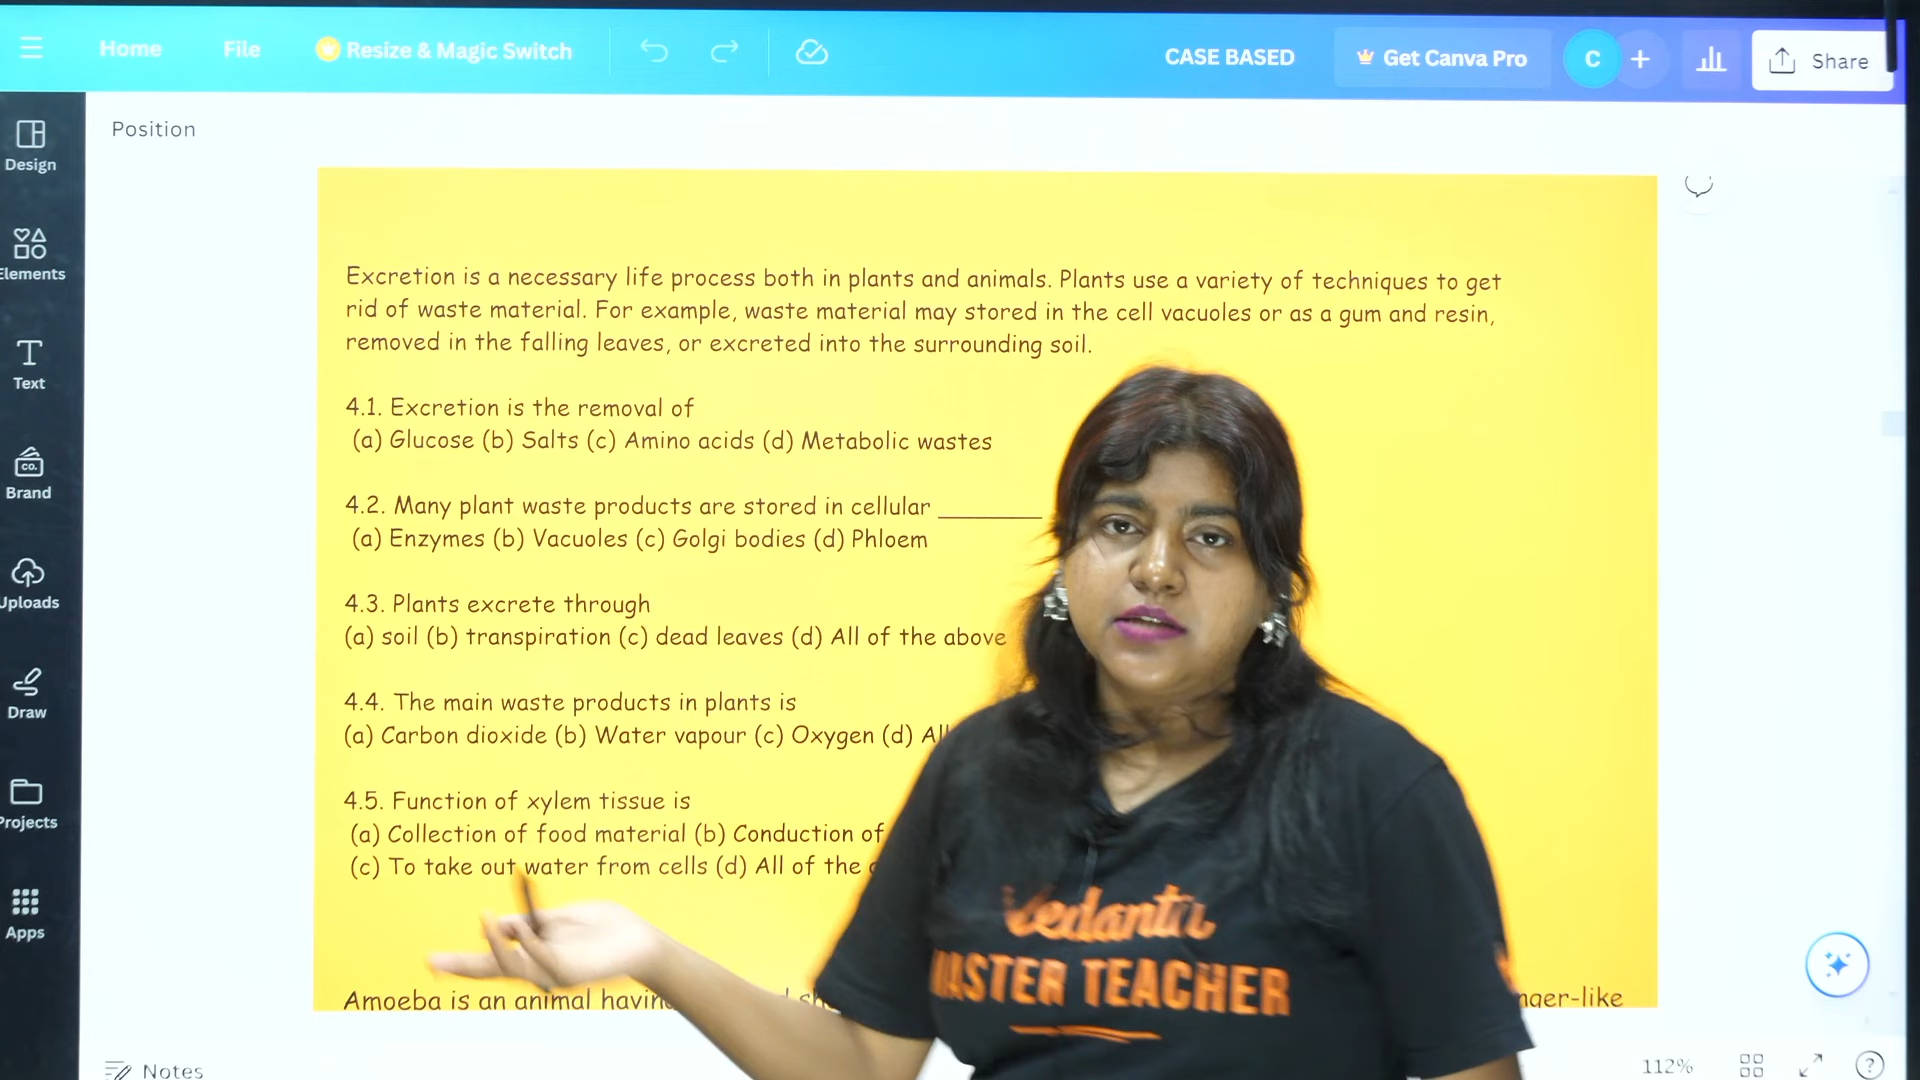 Home File Resize & Magic Switch CASE BASED Get Canva Pro C + Share
Position
Design
Elements
Text
CO.
Brand
Uploads
Draw
Projects
Apps
Excretion is a necessary life process both in plants and animals. Plants use a variety of techniques to get
rid of waste material. For example, waste material may stored in the cell vacuoles or as a gum and resin,
removed in the falling leaves, or excreted into the surrounding soil.
4.1. Excretion is the removal of
(a) Glucose (b) Salts (c) Amino acids (d) Metabolic wastes
4.2. Many plant waste products are stored in cellular ________
(a) Enzymes (b) Vacuoles (c) Golgi bodies (d) Phloem
4.3. Plants excrete through
(a) soil (b) transpiration (c) dead leaves (d) All of the above
4.4. The main waste products in plants is
(a) Carbon dioxide (b) Water vapour (c) Oxygen (d) All
4.5. Function of xylem tissue is
(a) Collection of food material (b) Conduction of
(c) To take out water from cells (d) All of the
Amoeba is an animal having
Vedantu
MASTER TEACHER
Notes 112% ?